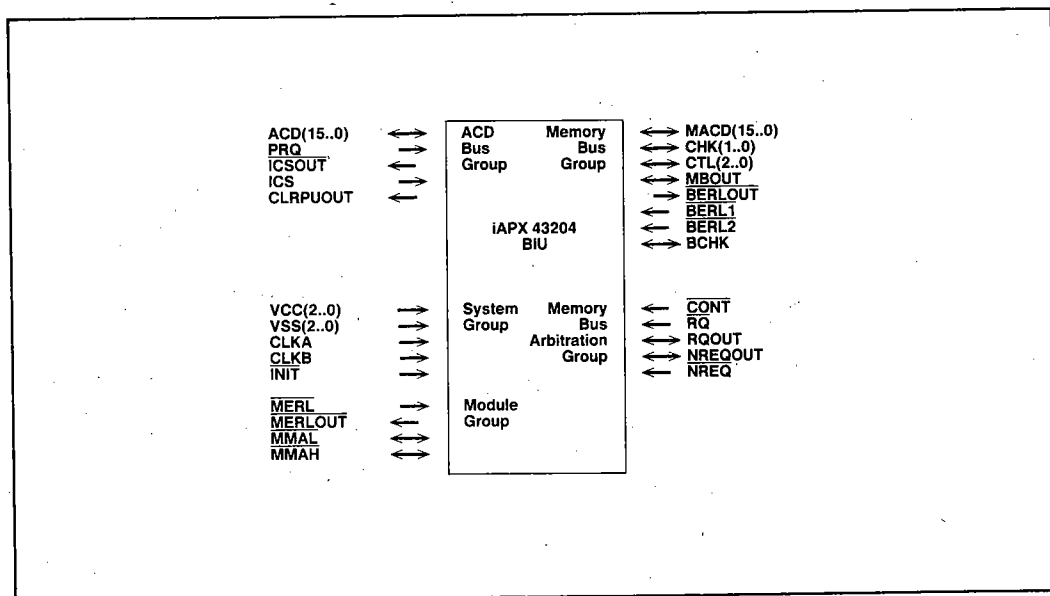 ACD(15..0)
PRQ
ICSOUT
ICS
CLRPUOUT
ACD
Bus
Group
Memory
Bus
Group
MACD(15..0)
CHK(1..0)
CTL(2..0)
MBOUT
BERLOUT
BERL1
BERL2
BCHK
iAPX 43204
BIU
VCC(2..0)
VSS(2..0)
CLKA
CLKB
INIT
System
Group
Memory
Bus
Arbitration
Group
CONT
RQ
RQOUT
NREQOUT
NREQ
MERL
MERLOUT
MMAL
MMAH
Module
Group